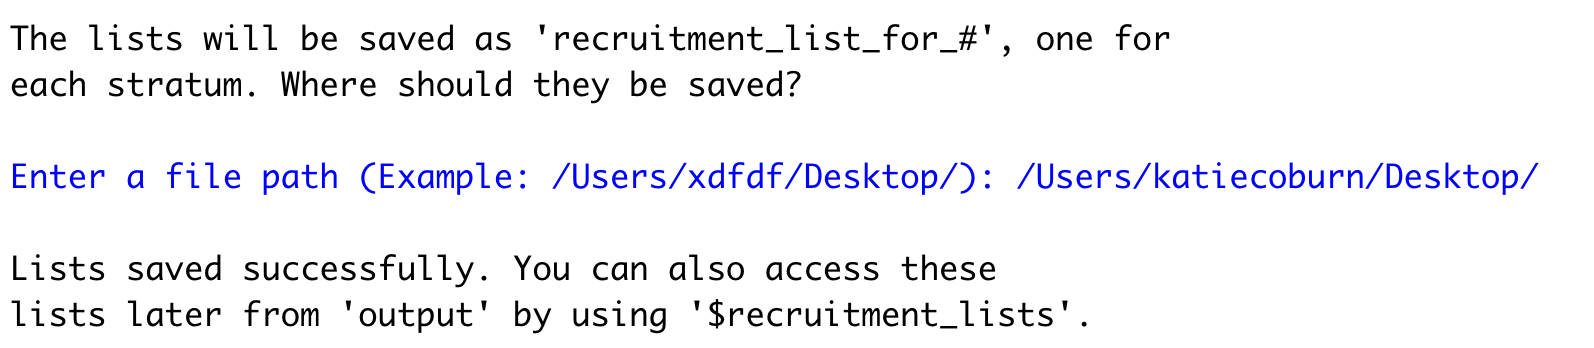 The lists will be saved as 'recruitment_list_for_#', one for
each stratum. Where should they be saved?
Enter a file path (Example: /Users/xdfdf/Desktop/): /Users/katiecoburn/Desktop/
Lists saved successfully. You can also access these
lists later from 'output' by using '$recruitment_lists'.